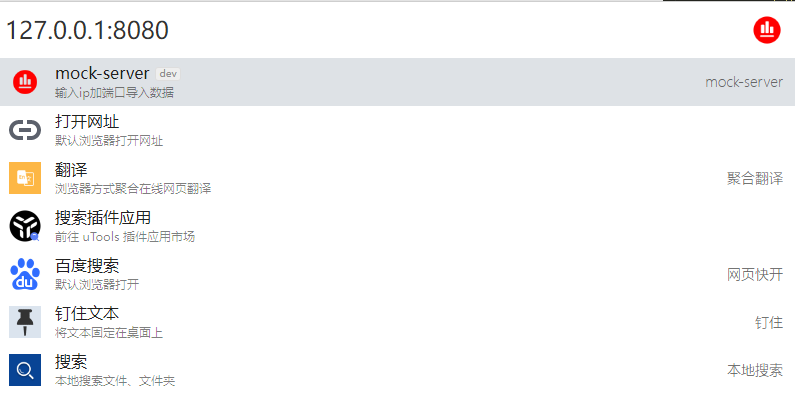 127.0.0.1:8080
mock-server dev
输入ip加端口导入数据
mock-server
打开网址
默认浏览器打开网址
翻译
浏览器方式聚合在线网页翻译
聚合翻译
搜索插件应用
前往 uTools 插件应用市场
百度搜索
默认浏览器打开
网页快开
钉住文本
将文本固定在桌面上
钉住
搜索
本地搜索文件、文件夹
本地搜索
du